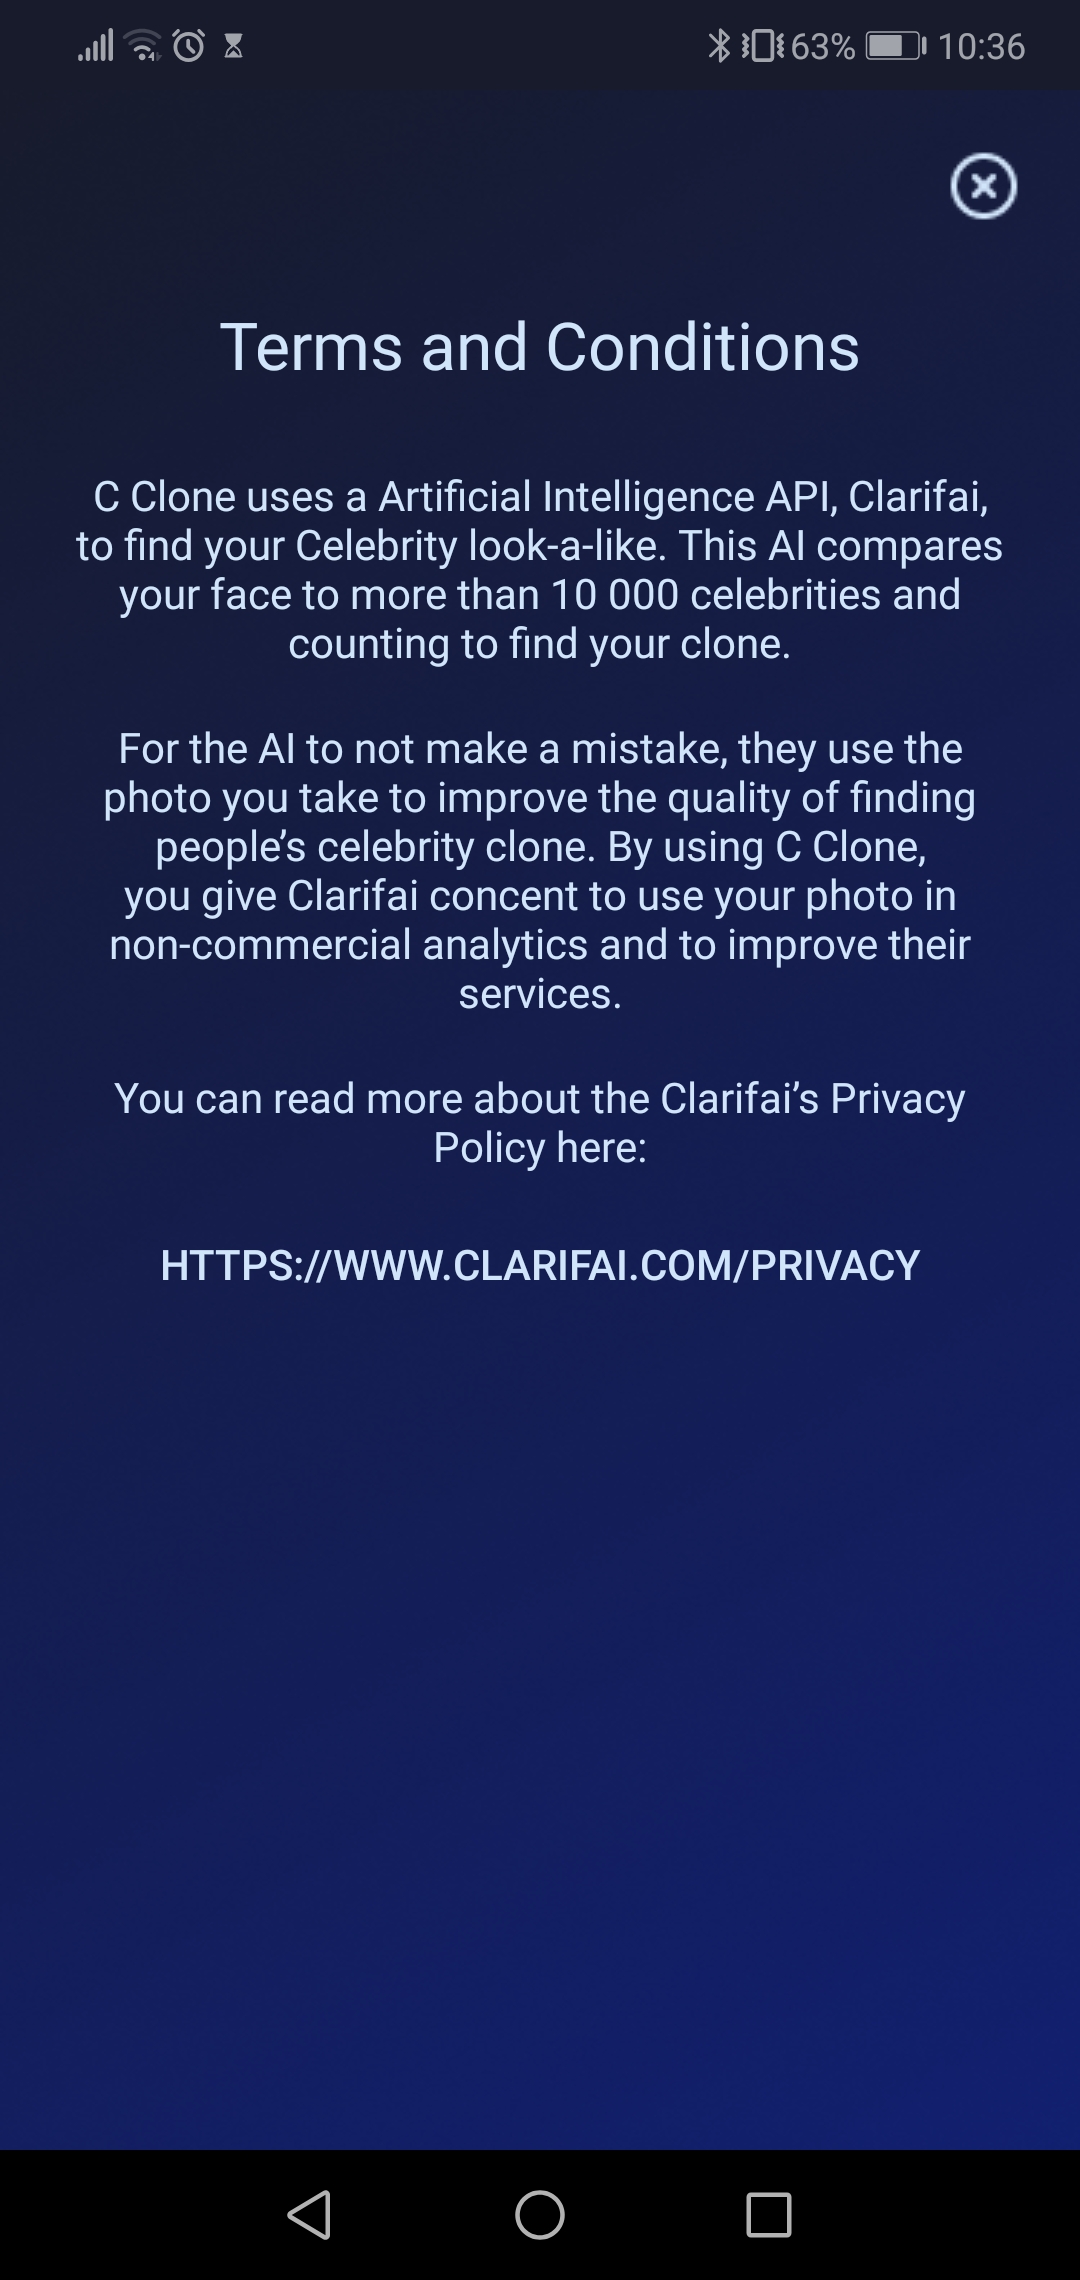 63% 10:36
Terms and Conditions
C Clone uses a Artificial Intelligence API, Clarifai,
to find your Celebrity look-a-like. This AI compares
your face to more than 10 000 celebrities and
counting to find your clone.
For the AI to not make a mistake, they use the
photo you take to improve the quality of finding
people’s celebrity clone. By using C Clone,
you give Clarifai concent to use your photo in
non-commercial analytics and to improve their
services.
You can read more about the Clarifai’s Privacy
Policy here:
HTTPS://WWW.CLARIFAI.COM/PRIVACY